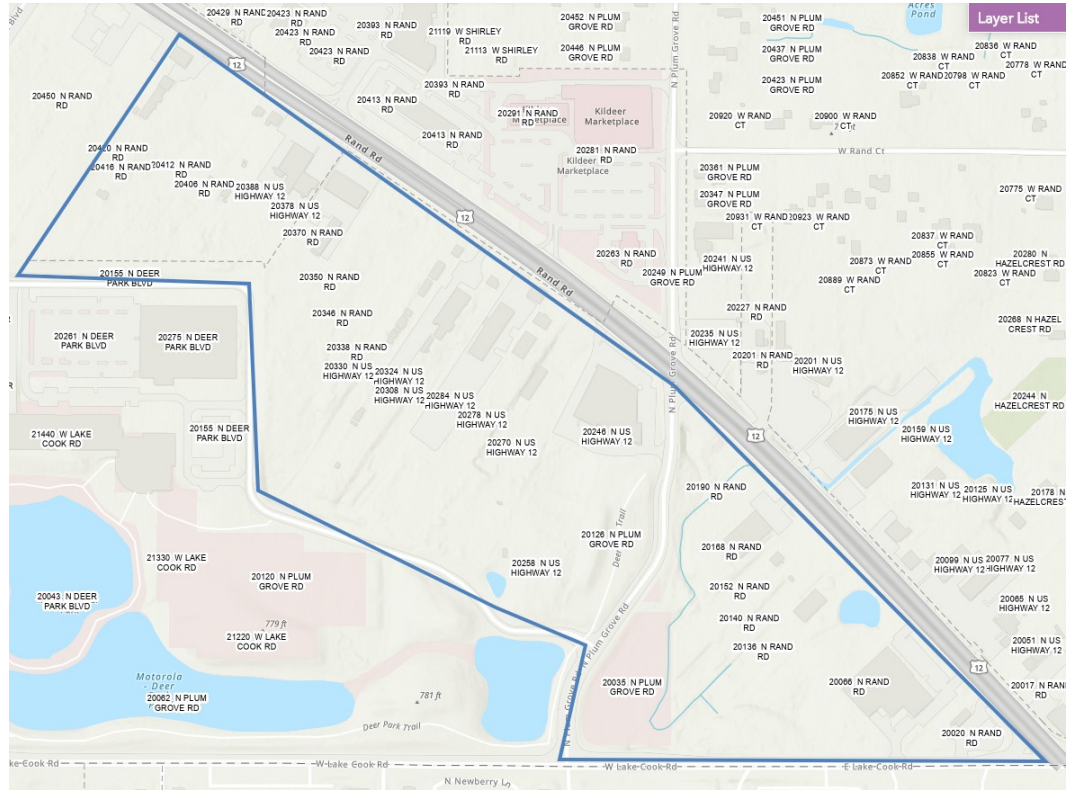 Blvd
20429 N RAND
RD
20423 N RAND
RD
20423 N RAND
RD
20423 N RAND
RD
20393 N RAND
RD
21119 W SHIRLEY
RD
21113 W SHIRLEY
RD
20452 N PLUM
GROVE RD
20446 N PLUM
GROVE RD
N Plum Grove Rd
20451 N PLUM
GROVE RD
20437 N PLUM
GROVE RD
20423 N PLUM
GROVE RD
Acres
Pond
Layer List
20836 W RAND
CT
20838 W RAND
CT
20778 W RAND
CT
20852 W RAND
CT
20798 W RAND
CT
12
20450 N RAND
RD
20413 N RAND
RD
20393 N RAND
RD
20413 N RAND
RD
20291 N RAND
RD
Kildeer
Marketplace
20281 N RAND
RD
Kildeer
Marketplace
20920 W RAND
CT
20900 W RAND
CT
W Rand Ct
Rand Rd
RD
20416 N RAND
RD
20412 N RAND
RD
20406 N RAND
RD
20388 N US
HIGHWAY 12
20378 N US
HIGHWAY 12
20370 N RAND
RD
12
20361 N PLUM
GROVE RD
20347 N PLUM
GROVE RD
20931 W RAND
CT
20923 W RAND
CT
20775 W RAND
CT
20837 W RAND
CT
20855 W RAND
CT
20873 W RAND
CT
20889 W RAND
CT
20280 N
HAZELCREST RD
20823 W RAND
CT
20263 N RAND
RD
20249 N PLUM
GROVE RD
20241 N US
HIGHWAY 12
20155 N DEER
PARK BLVD
20350 N RAND
RD
Rand Rd
20346 N RAND
RD
20227 N RAND
RD
20235 N US
HIGHWAY 12
20268 N HAZEL
CREST RD
20261 N DEER
PARK BLVD
20275 N DEER
PARK BLVD
20338 N RAND
RD
20330 N US
HIGHWAY 12
20324 N US
HIGHWAY 12
20308 N US
HIGHWAY 12
20284 N US
HIGHWAY 12
20278 N US
HIGHWAY 12
20270 N US
HIGHWAY 12
20246 N US
HIGHWAY 12
N Plum Grove Rd
20201 N RAND
RD
20201 N US
HIGHWAY 12
20244 N
HAZELCREST RD
20175 N US
HIGHWAY 12
20159 N US
HIGHWAY 12
12
21440 W LAKE
COOK RD
20155 N DEER
PARK BLVD
20190 N RAND
RD
20131 N US
HIGHWAY 12
20125 N US
HIGHWAY 12
20178 N
HAZELCREST
20126 N PLUM
GROVE RD
Deer
Trail
20168 N RAND
RD
21330 W LAKE
COOK RD
20120 N PLUM
GROVE RD
20258 N US
HIGHWAY 12
20099 N US
HIGHWAY 12
20077 N US
HIGHWAY 12
20043 N DEER
PARK BLVD
20152 N RAND
RD
20065 N US
HIGHWAY 12
779 ft
21220 W LAKE
COOK RD
20140 N RAND
RD
20136 N RAND
RD
20051 N US
HIGHWAY 12
N Plum Grove Rd
12
Motorola
- Deer
20062 N PLUM
GROVE RD
781 ft
20035 N PLUM
GROVE RD
20066 N RAND
RD
20017 N RAN
RD
Deer Park Trail
N Plum Grove Rd
20020 N RAND
RD
Lake Cook Rd
W Lake Cook Rd
W Lake Cook Rd
E Lake Cook Rd
N Newberry Ln